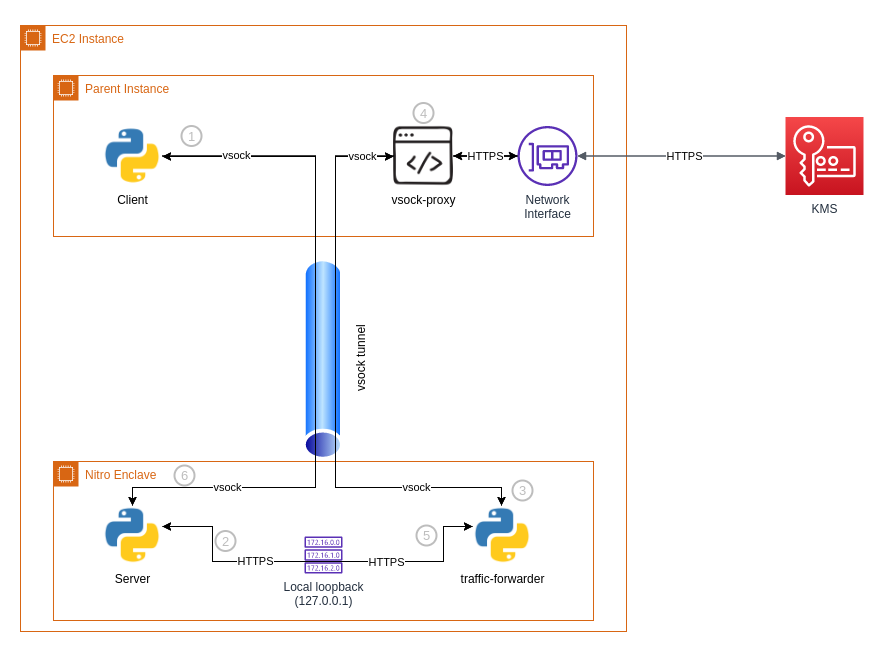 EC2 Instance
Parent Instance
1
4
vsock
vsock
HTTPS
HTTPS
Client
vsock-proxy
Network
Interface
KMS
vsock tunnel
Nitro Enclave
6
vsock
vsock
3
2
5
172.16.0.0
172.16.1.0
172.16.2.0
HTTPS
HTTPS
Server
Local loopback
(127.0.0.1)
traffic-forwarder